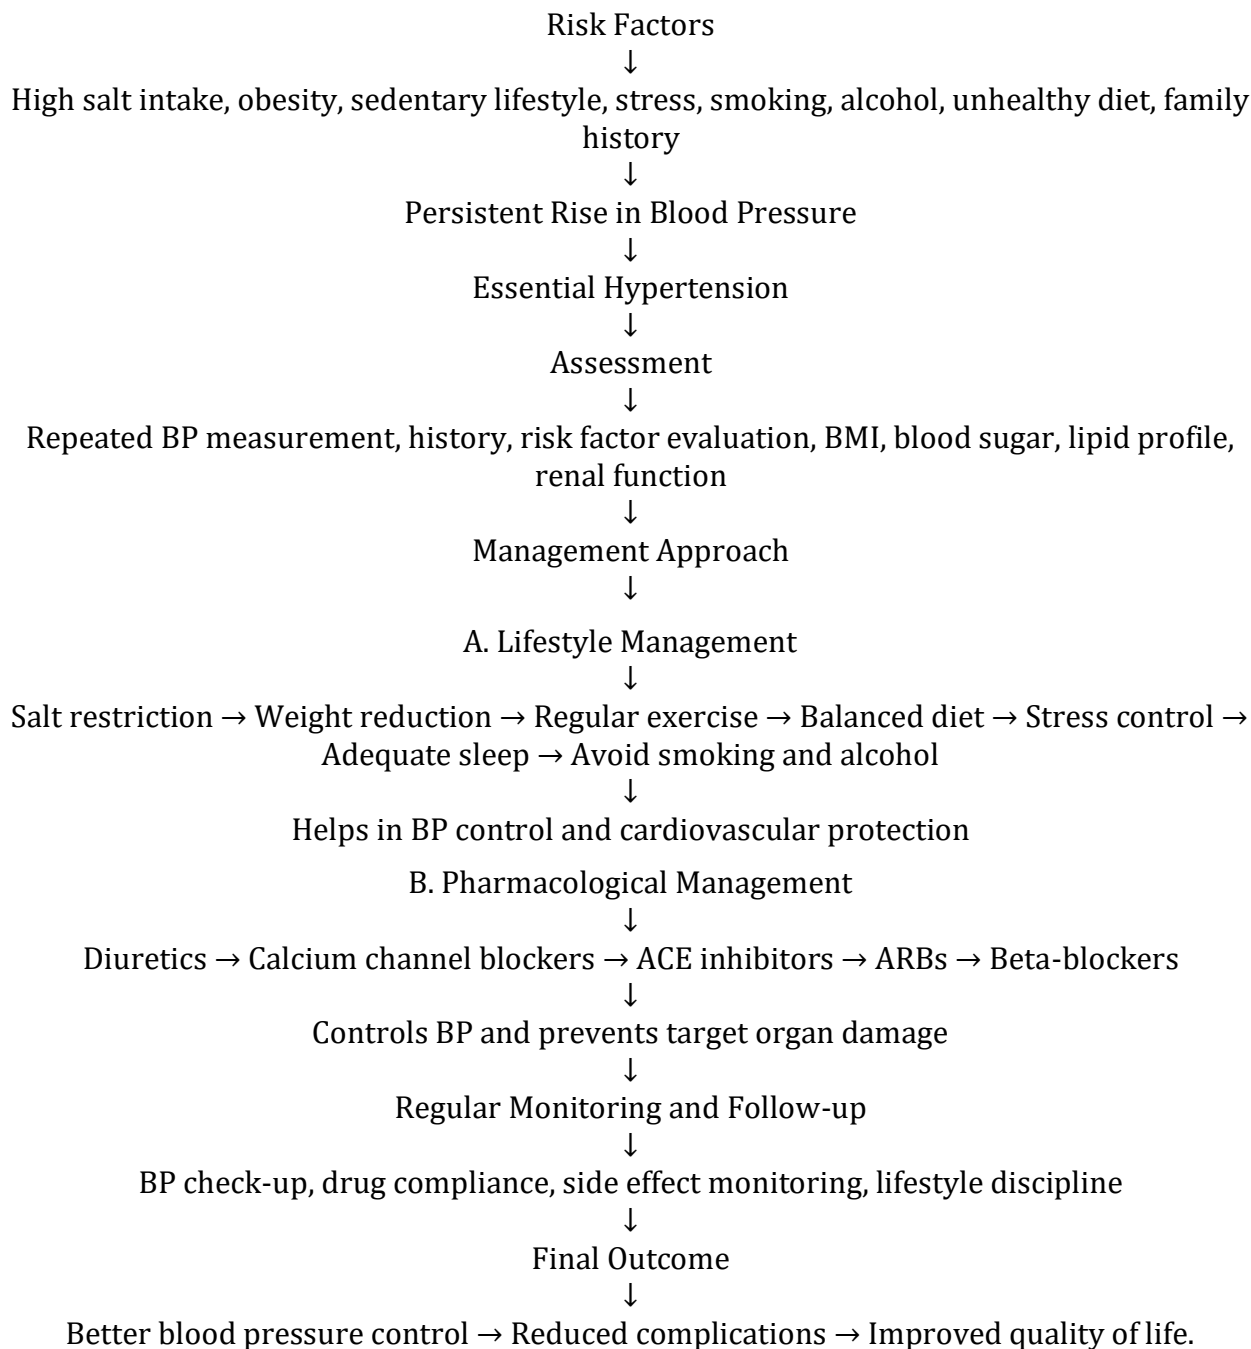 Risk Factors
↓
High salt intake, obesity, sedentary lifestyle, stress, smoking, alcohol, unhealthy diet, family
history
↓
Persistent Rise in Blood Pressure
↓
Essential Hypertension
↓
Assessment
↓
Repeated BP measurement, history, risk factor evaluation, BMI, blood sugar, lipid profile,
renal function
↓
Management Approach
↓
A. Lifestyle Management
↓
Salt restriction → Weight reduction → Regular exercise → Balanced diet → Stress control →
Adequate sleep → Avoid smoking and alcohol
↓
Helps in BP control and cardiovascular protection
B. Pharmacological Management
↓
Diuretics → Calcium channel blockers → ACE inhibitors → ARBs → Beta-blockers
↓
Controls BP and prevents target organ damage
↓
Regular Monitoring and Follow-up
↓
BP check-up, drug compliance, side effect monitoring, lifestyle discipline
↓
Final Outcome
↓
Better blood pressure control → Reduced complications → Improved quality of life.